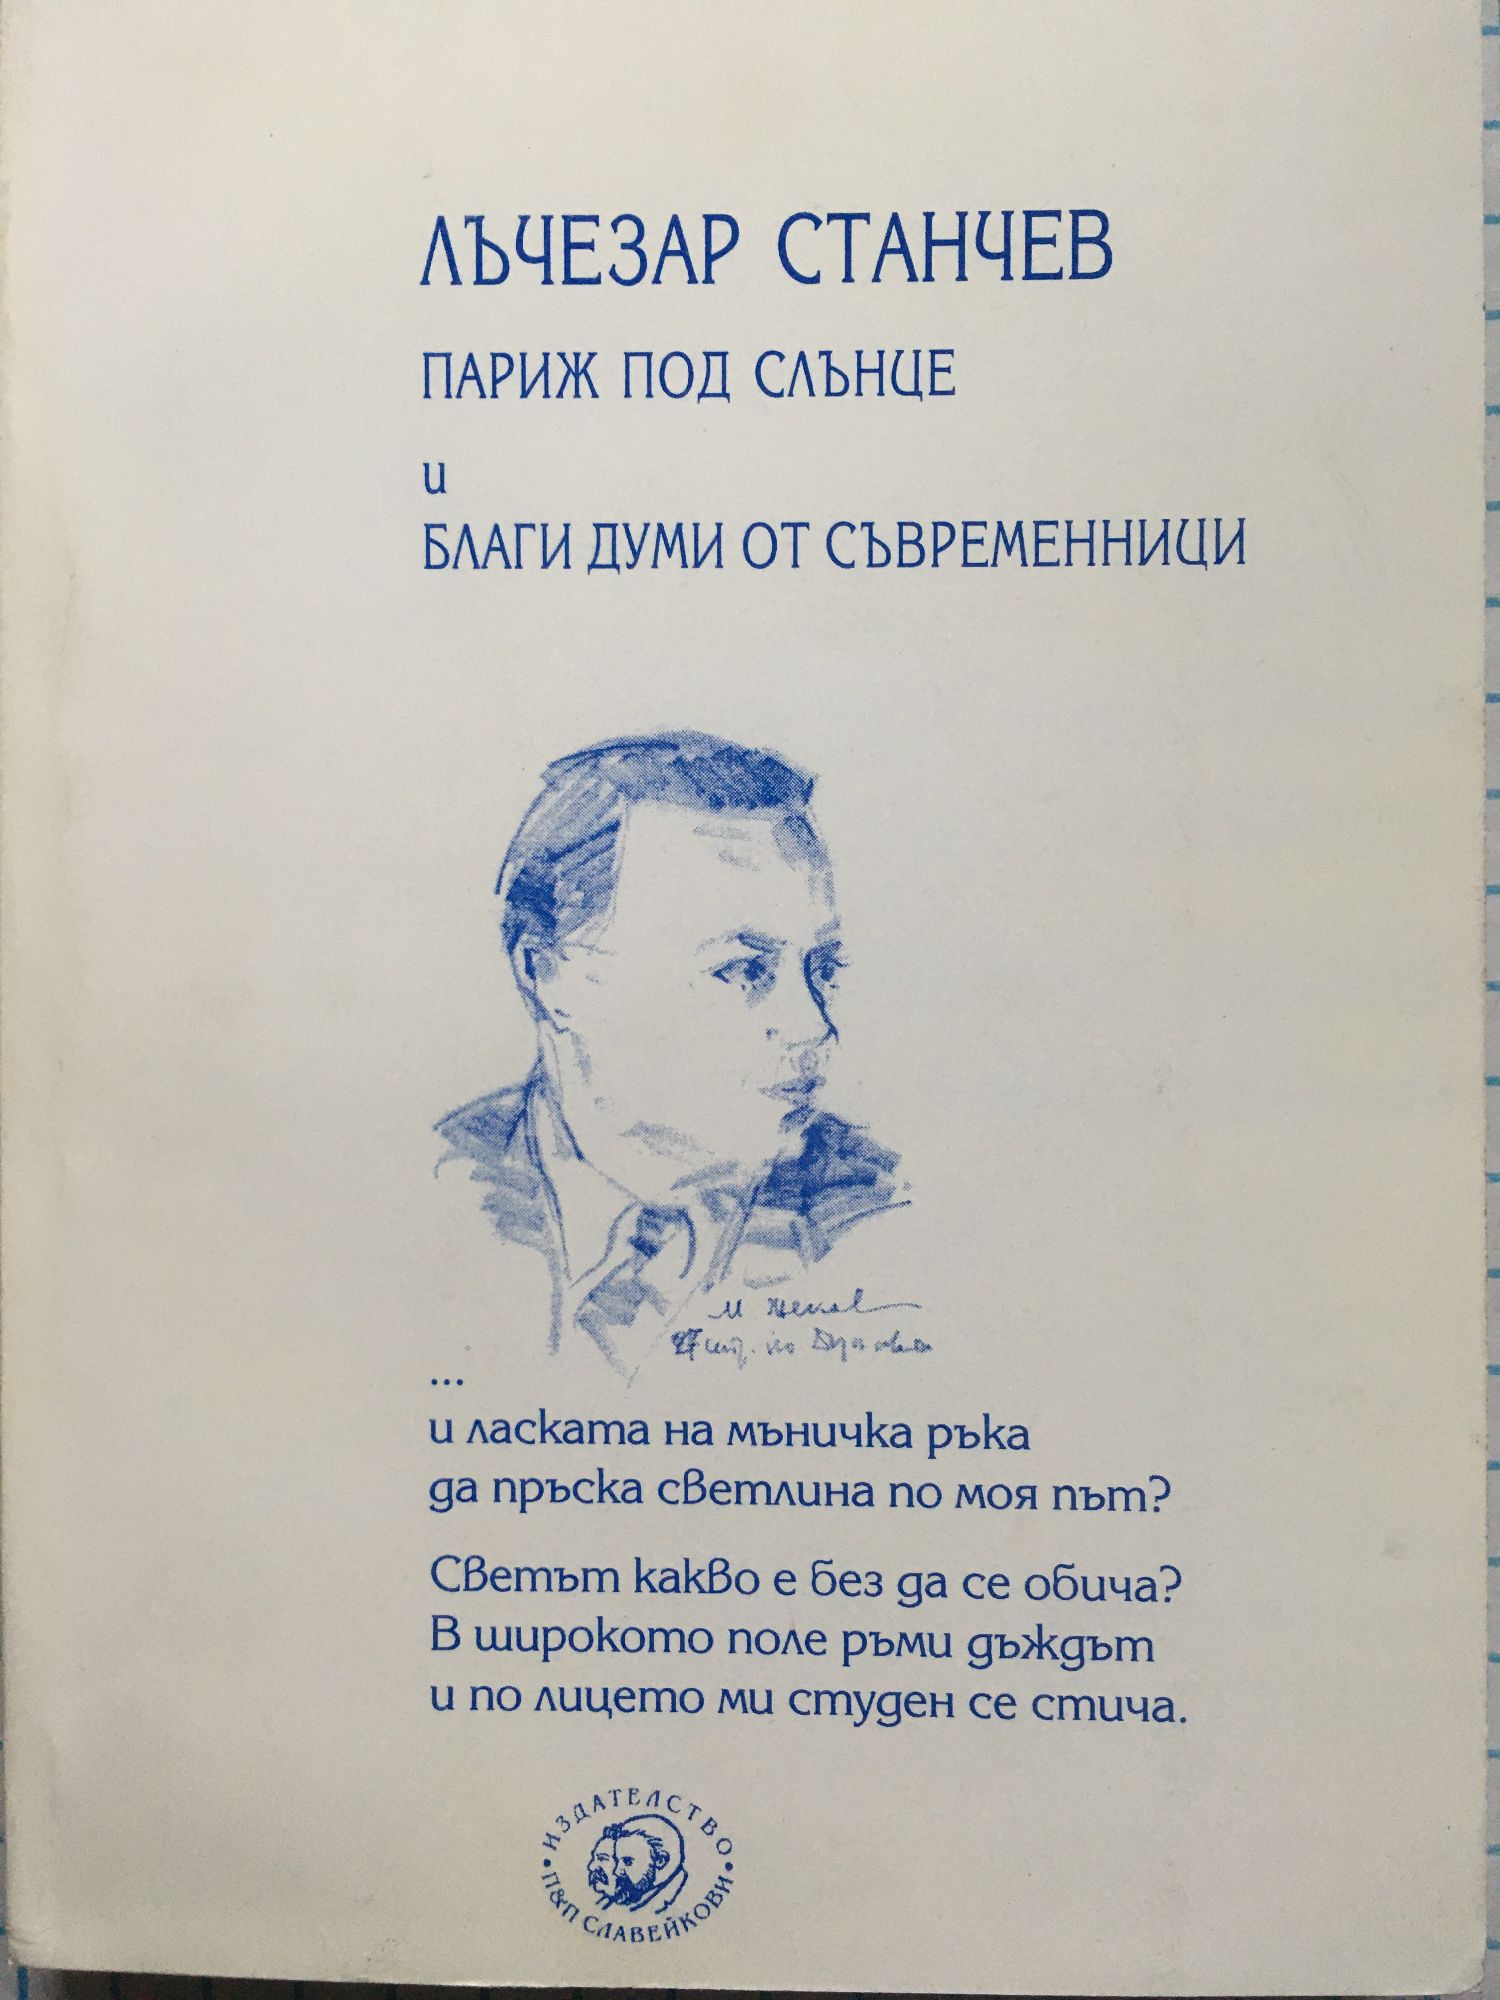 ЛЪЧЕЗАР СТАНЧЕВ
ПАРИЖ ПОД СЛЪНЦЕ
и
БЛАГИ ДУМИ ОТ СЪВРЕМЕННИЦИ
...
и ласката на мъничка ръка
да пръска светлина по моя път?
Светът какво е без да се обича?
В широкото поле ръми дъждът
и по лицето ми студен се стича.
ИЗДАТЕЛСТВО
П&П СЛАВЕЙКОВИ